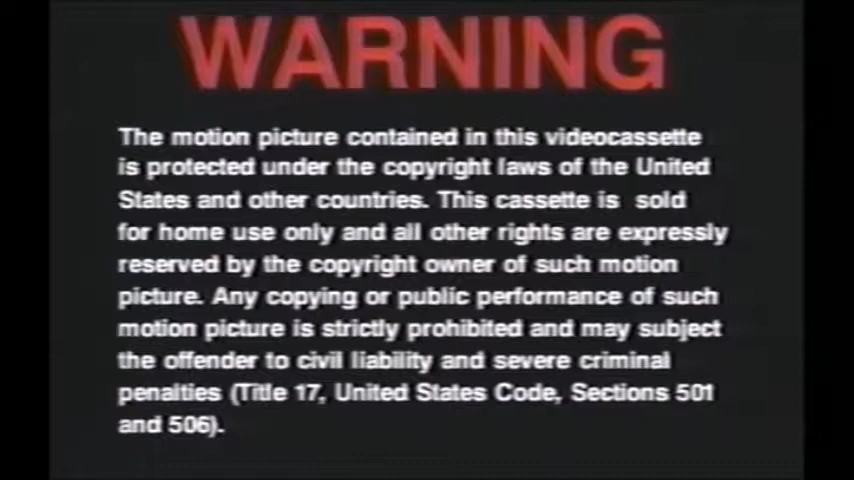 WARNING
The motion picture contained in this videocassette
is protected under the copyright laws of the United
States and other countries. This cassette is sold
for home use only and all other rights are expressly
reserved by the copyright owner of such motion
picture. Any copying or public performance of such
motion picture is strictly prohibited and may subject
the offender to civil liability and severe criminal
penalties (Title 17, United States Code, Sections 501
and 506).